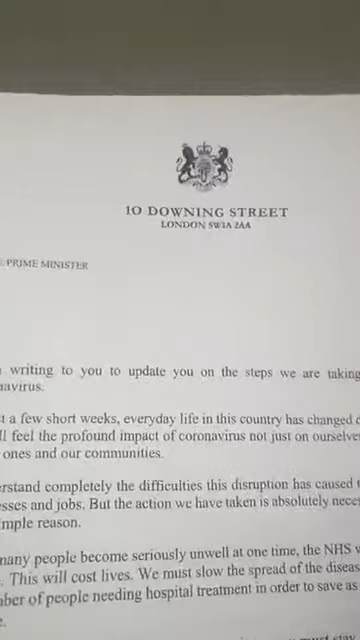 10 DOWNING STREET
LONDON SW1A 2AA
PRIME MINISTER
writing to you to update you on the steps we are taking
navirus.
t a few short weeks, everyday life in this country has changed
ll feel the profound impact of coronavirus not just on ourselve
ones and our communities.
erstand completely the difficulties this disruption has caused
esses and jobs. But the action we have taken is absolutely neces
imple reason.
many people become seriously unwell at one time, the NHS
. This will cost lives. We must slow the spread of the diseas
ber of people needing hospital treatment in order to save as
e.